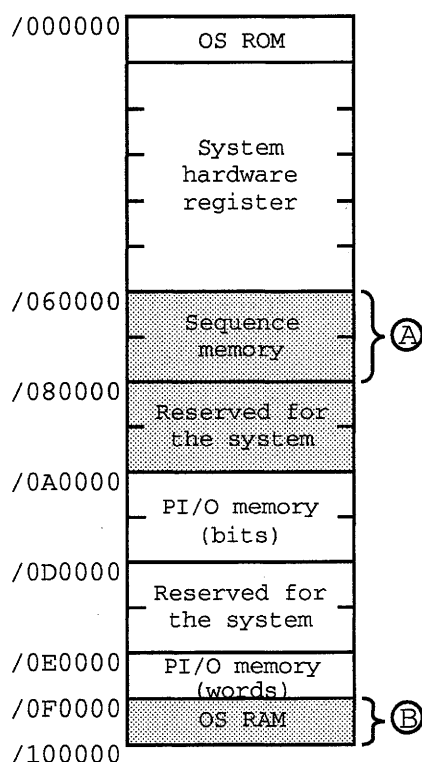 /000000
OS ROM
System
hardware
register
/060000
Sequence
memory
A
/080000
Reserved for
the system
/0A0000
PI/O memory
(bits)
/0D0000
Reserved for
the system
/0E0000
PI/O memory
(words)
/0F0000
OS RAM
B
/100000